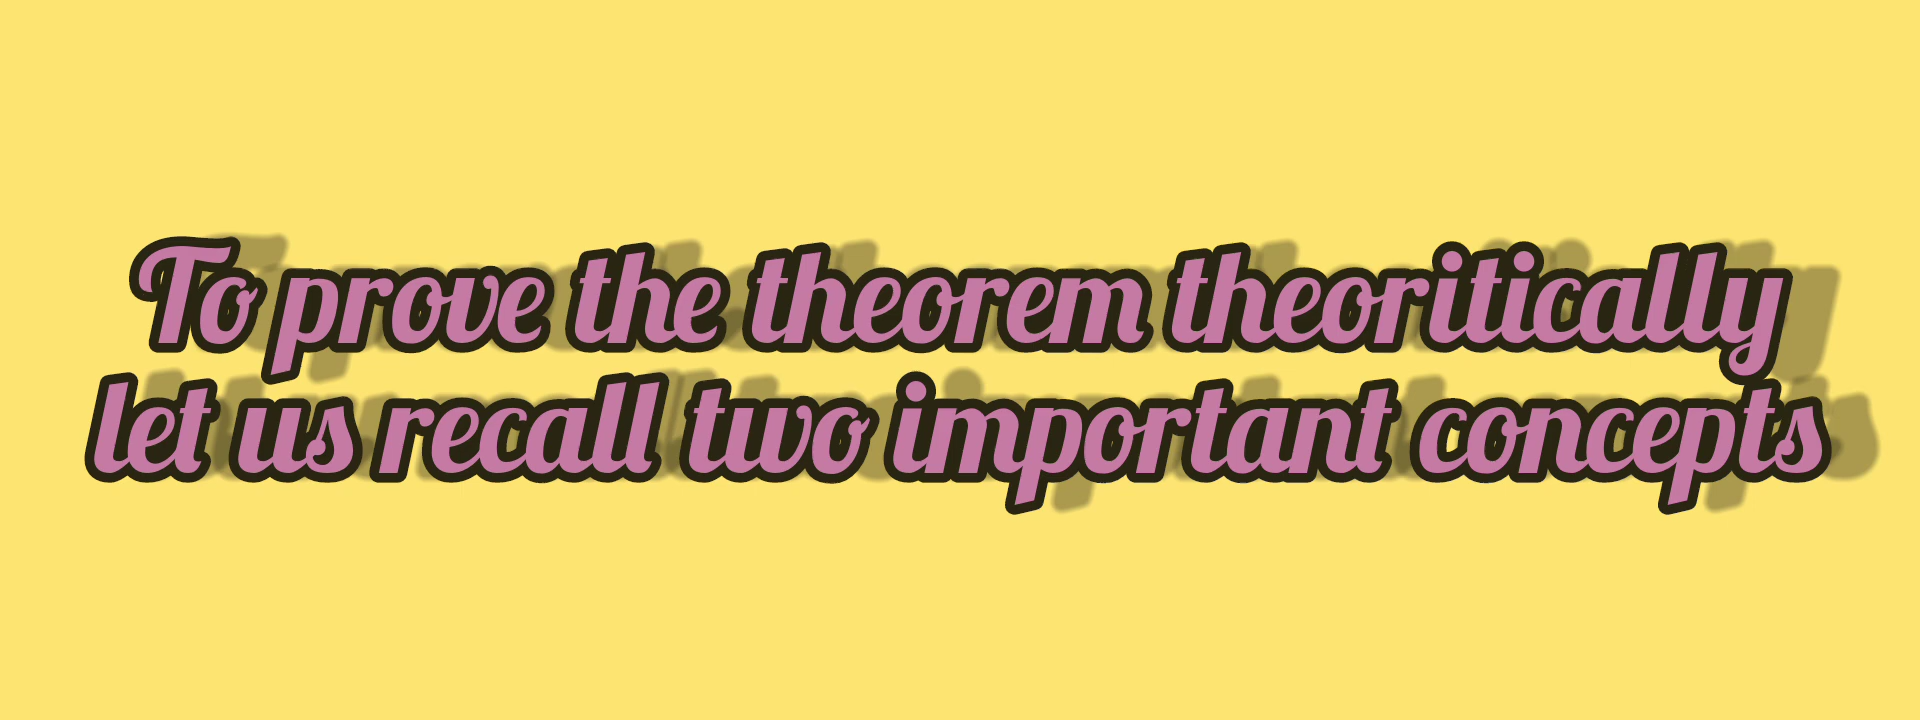 To prove the theorem theoritically
let us recall two important concepts